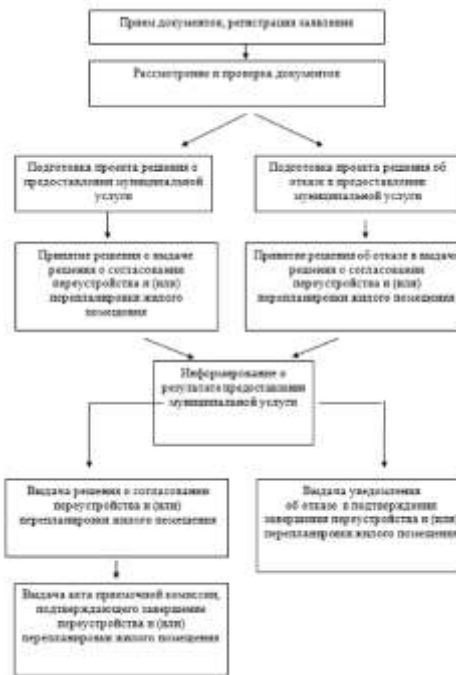 Прием документов, регистрация заявления
Рассмотрение и проверка документов
Подготовка проекта решения о
предоставлении муниципальной
услуги
Подготовка проекта решения об
отказе в предоставлении
муниципальной услуги
Принятие решения о выдаче
решения о согласовании
переустройства и (или)
перепланировки жилого
помещения
Принятие решения об отказе в выдаче
решения о согласовании
переустройства и (или)
перепланировки жилого помещения
Информирование о
результате предоставления
муниципальной услуги
Выдача решения о согласовании
переустройства и (или)
перепланировки жилого помещения
Выдача уведомления
об отказе в подтверждения
завершения переустройства и (или)
перепланировки жилого помещения
Выдача акта приемочной комиссии,
подтверждающего завершение
переустройства и (или)
перепланировки жилого помещения